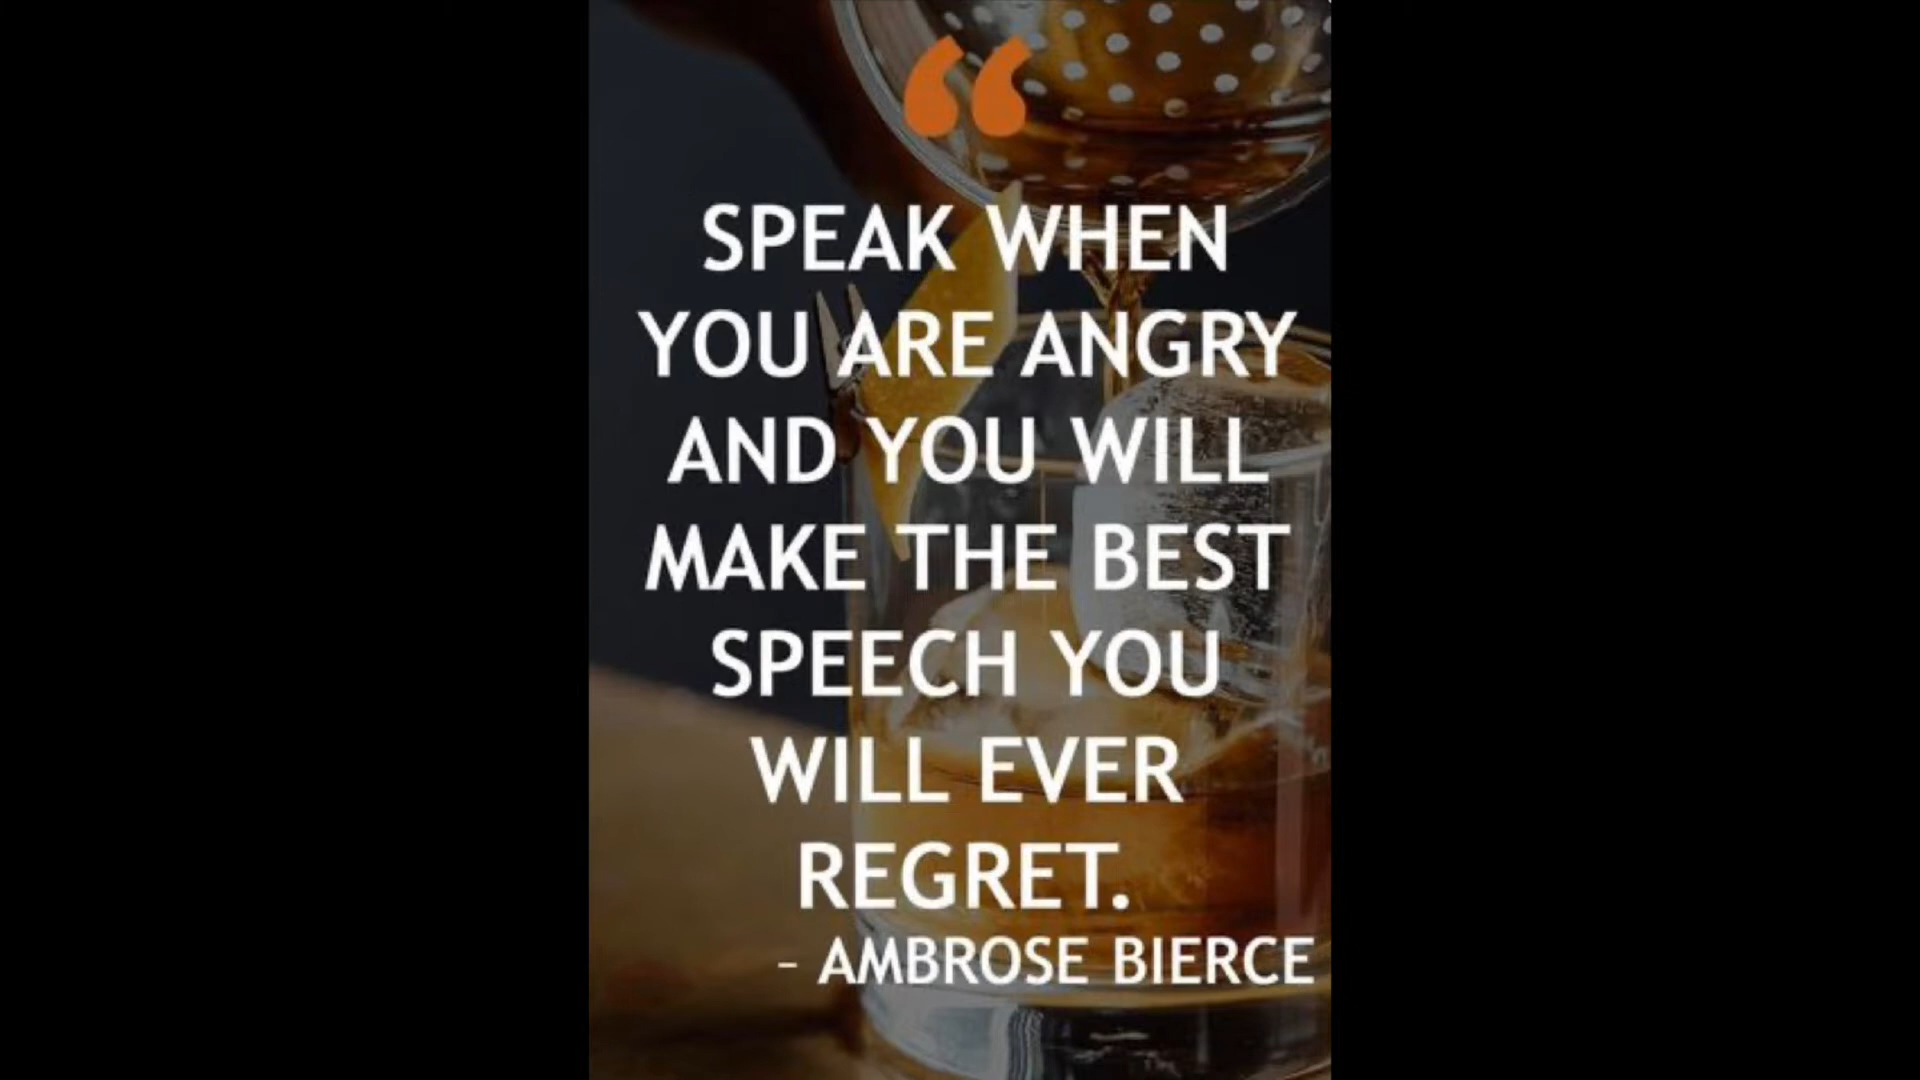 “
SPEAK WHEN
YOU ARE ANGRY
AND YOU WILL
MAKE THE BEST
SPEECH YOU
WILL EVER
REGRET.
– AMBROSE BIERCE